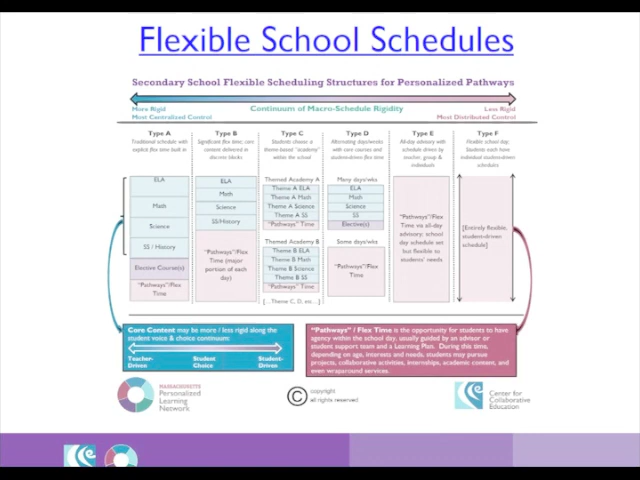 Flexible School Schedules
Secondary School Flexible Scheduling Structures for Personalized Pathways
More Rigid
Most Centralized Control
Continuum of Macro-Schedule Rigidity
Less Rigid
Most Distributed Control
Type A
Traditional schedule with
explicit flex time built in
ELA
Math
Science
SS / History
Elective Course(s)
"Pathways"/Flex
Time
Type B
Significant flex time; core
content delivered in
discrete blocks
ELA
Math
Science
SS/History
"Pathways"/Flex
Time (major
portion of each
day)
Type C
Students choose a
theme-based "academy"
within the school
Themed Academy A
Theme A ELA
Theme A Math
Theme A Science
Theme A SS
"Pathways" Time
Themed Academy B
Theme B ELA
Theme B Math
Theme B Science
Theme B SS
"Pathways" Time
[...Theme C, D, etc...]
Type D
Alternating days/weeks
with core courses and
student-driven flex time
Many days/wks
ELA
Math
Science
SS
Elective(s)
Some days/wks
"Pathways"/Flex
Time
Type E
All-day advisory with
schedule driven by
teacher, group &
individuals
"Pathways"/Flex
Time via all-day
advisory; school
day schedule set
but flexible to
students' needs
Type F
Flexible school day.
Students each have
individual student-driven
schedules
[Entirely flexible,
student-driven
schedule]
Core Content may be more / less rigid along the
student voice & choice continuum:
Teacher-
Driven
Student
Choice
Student-
Driven
"Pathways" / Flex Time is the opportunity for students to have
agency within the school day, usually guided by an advisor or
student support team and a Learning Plan. During this time,
depending on age, interests and needs, students may pursue
projects, collaborative activities, internships, academic content, and
even wraparound services.
MASSACHUSETTS
Personalized
Learning
Network
© copyright
all rights reserved
Center for
Collaborative
Education